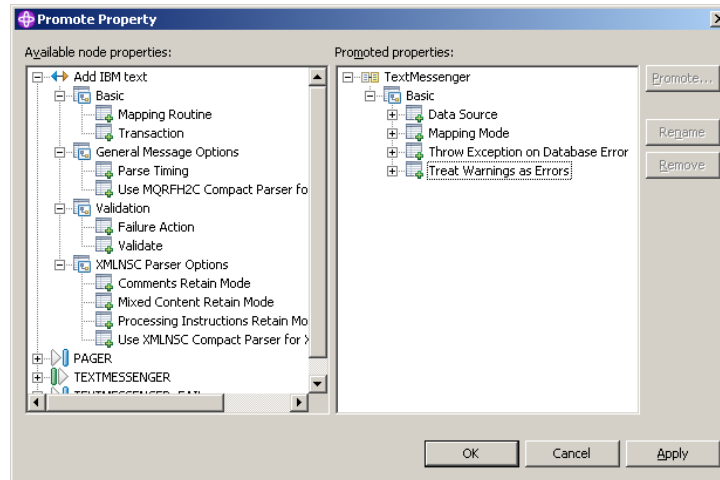 Promote Property
Available node properties:
Add IBM text
Basic
Mapping Routine
Transaction
General Message Options
Parse Timing
Use MQRFH2C Compact Parser fo
Validation
Failure Action
Validate
XMLNSC Parser Options
Comments Retain Mode
Mixed Content Retain Mode
Processing Instructions Retain Mo
Use XMLNSC Compact Parser for
PAGER
TEXTMESSENGER
Promoted properties:
TextMessenger
Basic
Data Source
Mapping Mode
Throw Exception on Database Error
Treat Warnings as Errors
Promote...
Rename
Remove
OK
Cancel
Apply